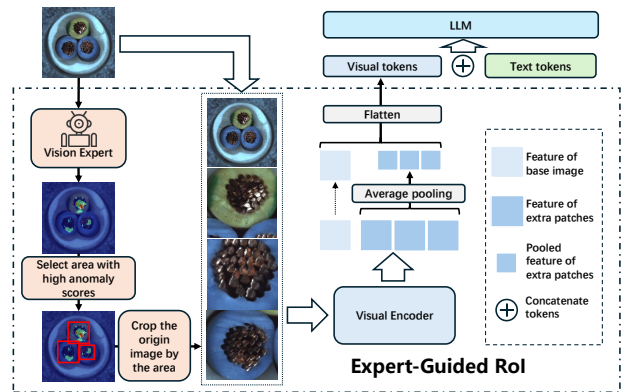 LLM
Visual tokens
Text tokens
Flatten
Vision Expert
Average pooling
Select area with
high anomaly
scores
Crop the
origin image by
the area
Visual Encoder
Feature of
base image
Feature of
extra patches
Pooled
feature of
extra patches
Concatenate
tokens
Expert-Guided RoI